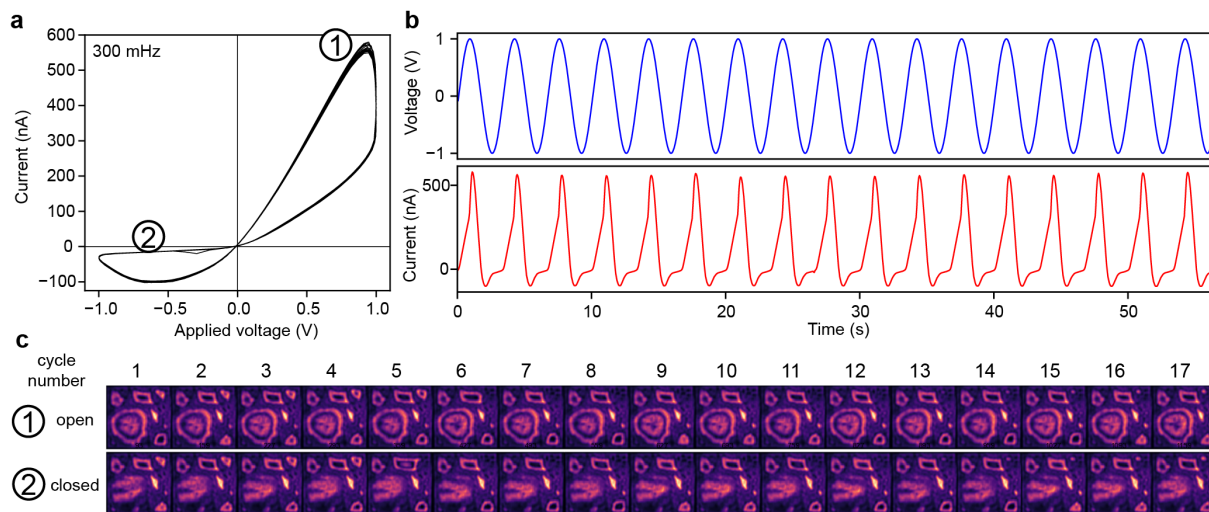 a
300 mHz
1
2
600
500
400
300
200
100
0
−100
Current (nA)
−1.0 −0.5 0.0 0.5 1.0
Applied voltage (V)
b
1
0
−1
Voltage (V)
500
0
Current (nA)
0 10 20 30 40 50
Time (s)
c
cycle
number
1 2 3 4 5 6 7 8 9 10 11 12 13 14 15 16 17
1 open
2 closed